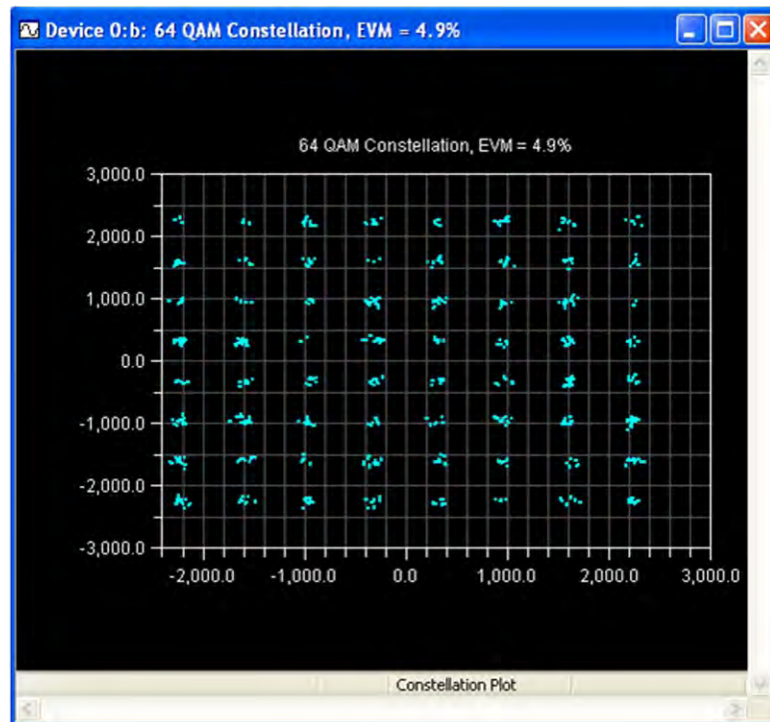 Device 0:b: 64 QAM Constellation, EVM = 4.9%
64 QAM Constellation, EVM = 4.9%
3,000.0
2,000.0
1,000.0
0.0
-1,000.0
-2,000.0
-3,000.0
-2,000.0 -1,000.0 0.0 1,000.0 2,000.0 3,000.0
Constellation Plot